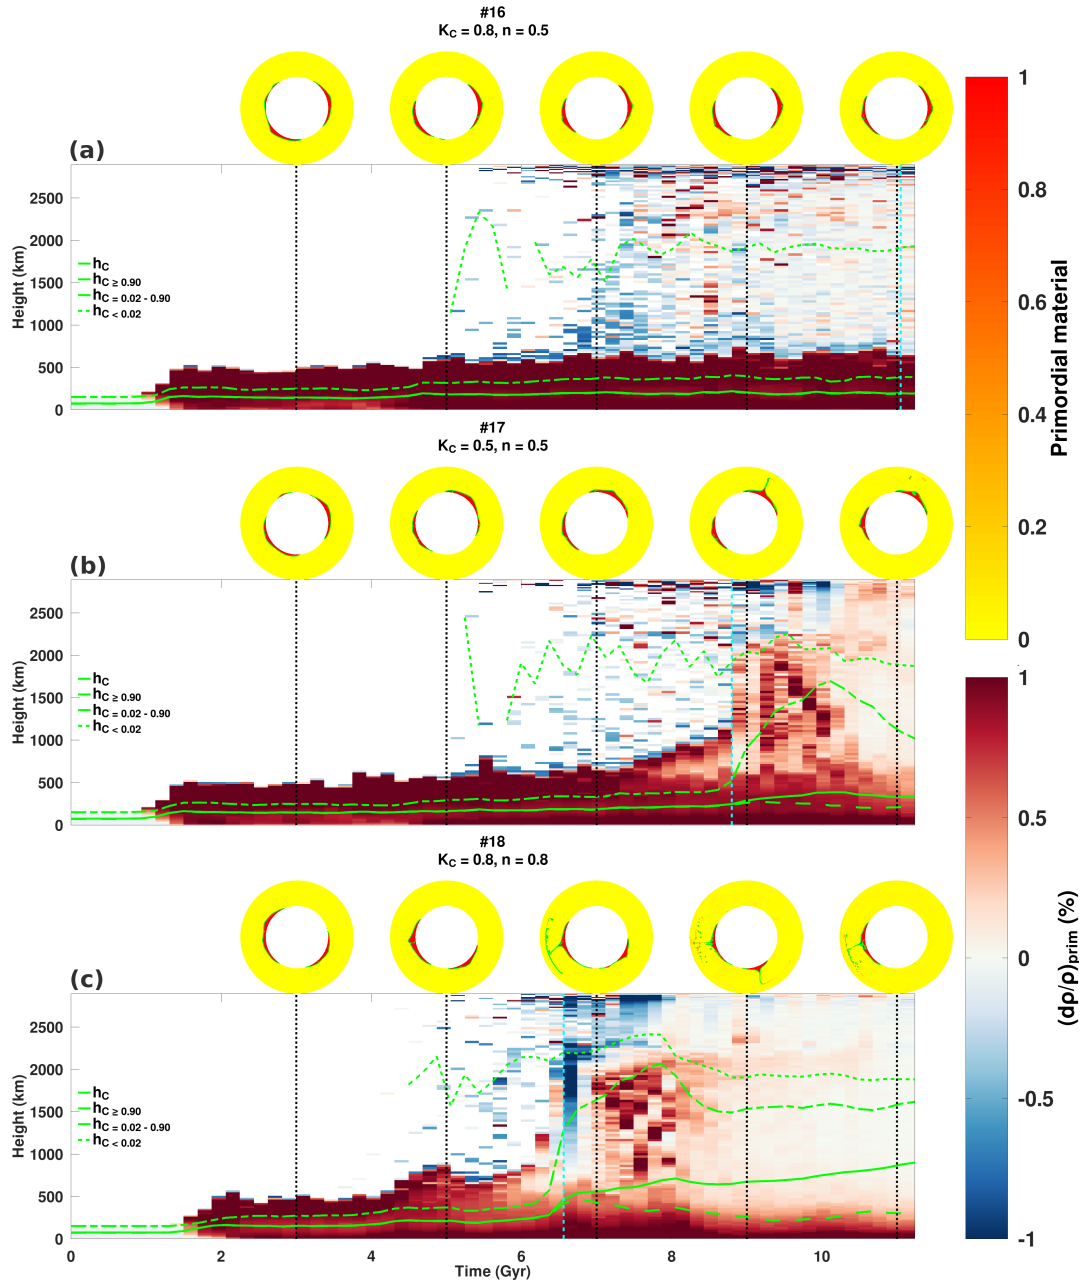 #16
K_C = 0.8, n = 0.5
(a)
Height (km)
2500
2000
1500
1000
500
0
h_C
h_C ≥ 0.90
h_C = 0.02 - 0.90
h_C < 0.02
#17
K_C = 0.5, n = 0.5
(b)
Height (km)
2500
2000
1500
1000
500
0
h_C
h_C ≥ 0.90
h_C = 0.02 - 0.90
h_C < 0.02
#18
K_C = 0.8, n = 0.8
(c)
Height (km)
2500
2000
1500
1000
500
0
h_C
h_C ≥ 0.90
h_C = 0.02 - 0.90
h_C < 0.02
0 2 4 6 8 10
Time (Gyr)
1
0.8
0.6
0.4
0.2
0
Primordial material
1
0.5
0
-0.5
-1
(dρ/ρ)prim (%)